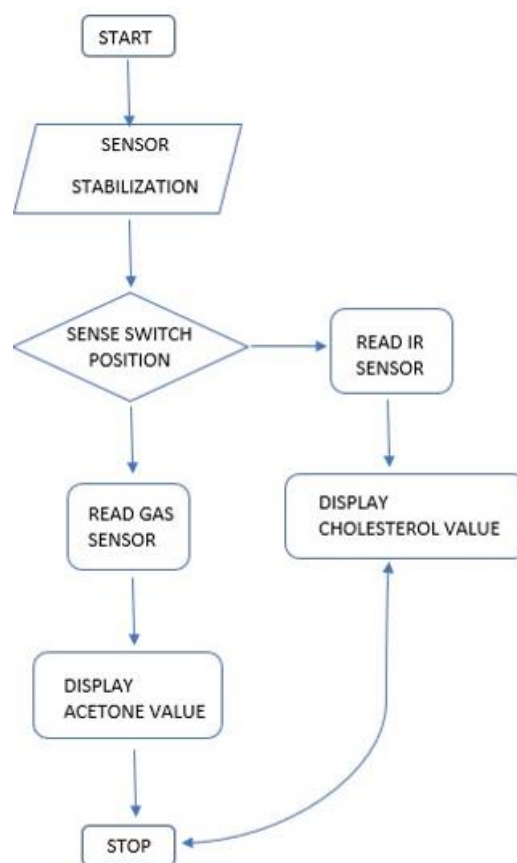 START
SENSOR
STABILIZATION
SENSE SWITCH
POSITION
READ IR
SENSOR
READ GAS
SENSOR
DISPLAY
CHOLESTEROL VALUE
DISPLAY
ACETONE VALUE
STOP